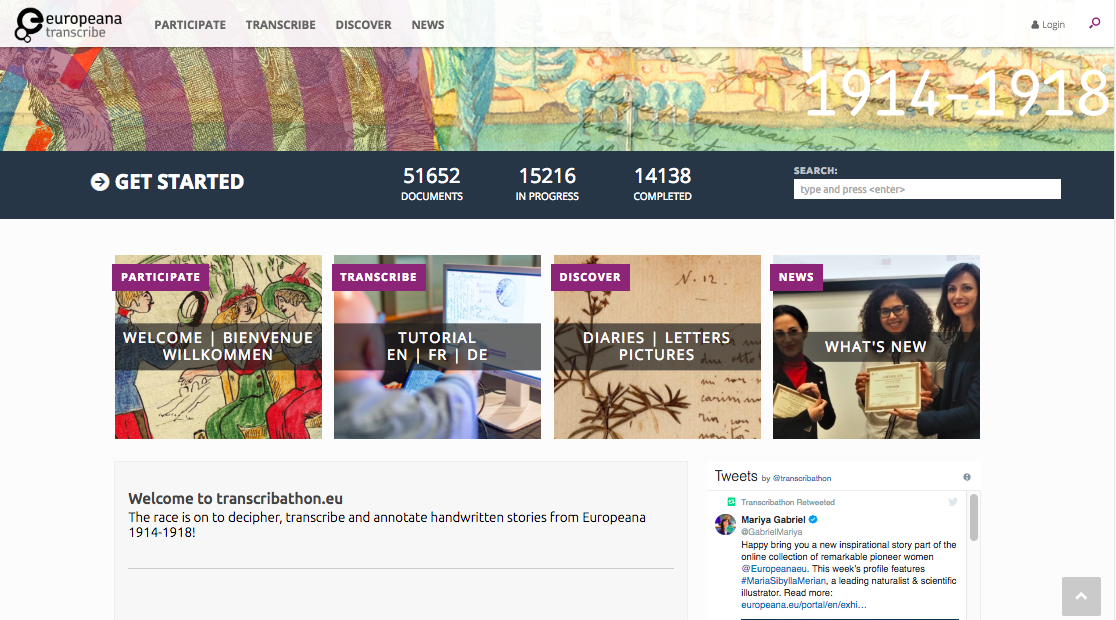 europeana
transcribe
PARTICIPATE TRANSCRIBE DISCOVER NEWS
Login
1914-1918
GET STARTED
51652
DOCUMENTS
15216
IN PROGRESS
14138
COMPLETED
SEARCH:
type and press <enter>
PARTICIPATE
WELCOME | BIENVENUE
WILLKOMMEN
TRANSCRIBE
TUTORIAL
EN | FR | DE
DISCOVER
N. 12.
DIARIES | LETTERS
PICTURES
NEWS
WHAT'S NEW
Welcome to transcribathon.eu
The race is on to decipher, transcribe and annotate handwritten stories from Europeana
1914-1918!
Tweets by @transcribathon
Transcribathon Retweeted
Mariya Gabriel
@GabrielMariya
Happy bring you a new inspirational story part of the
online collection of remarkable pioneer women
@Europeanaeu. This week's profile features
#MariaSibyllaMerian, a leading naturalist & scientific
illustrator. Read more:
europeana.eu/portal/en/exhi…